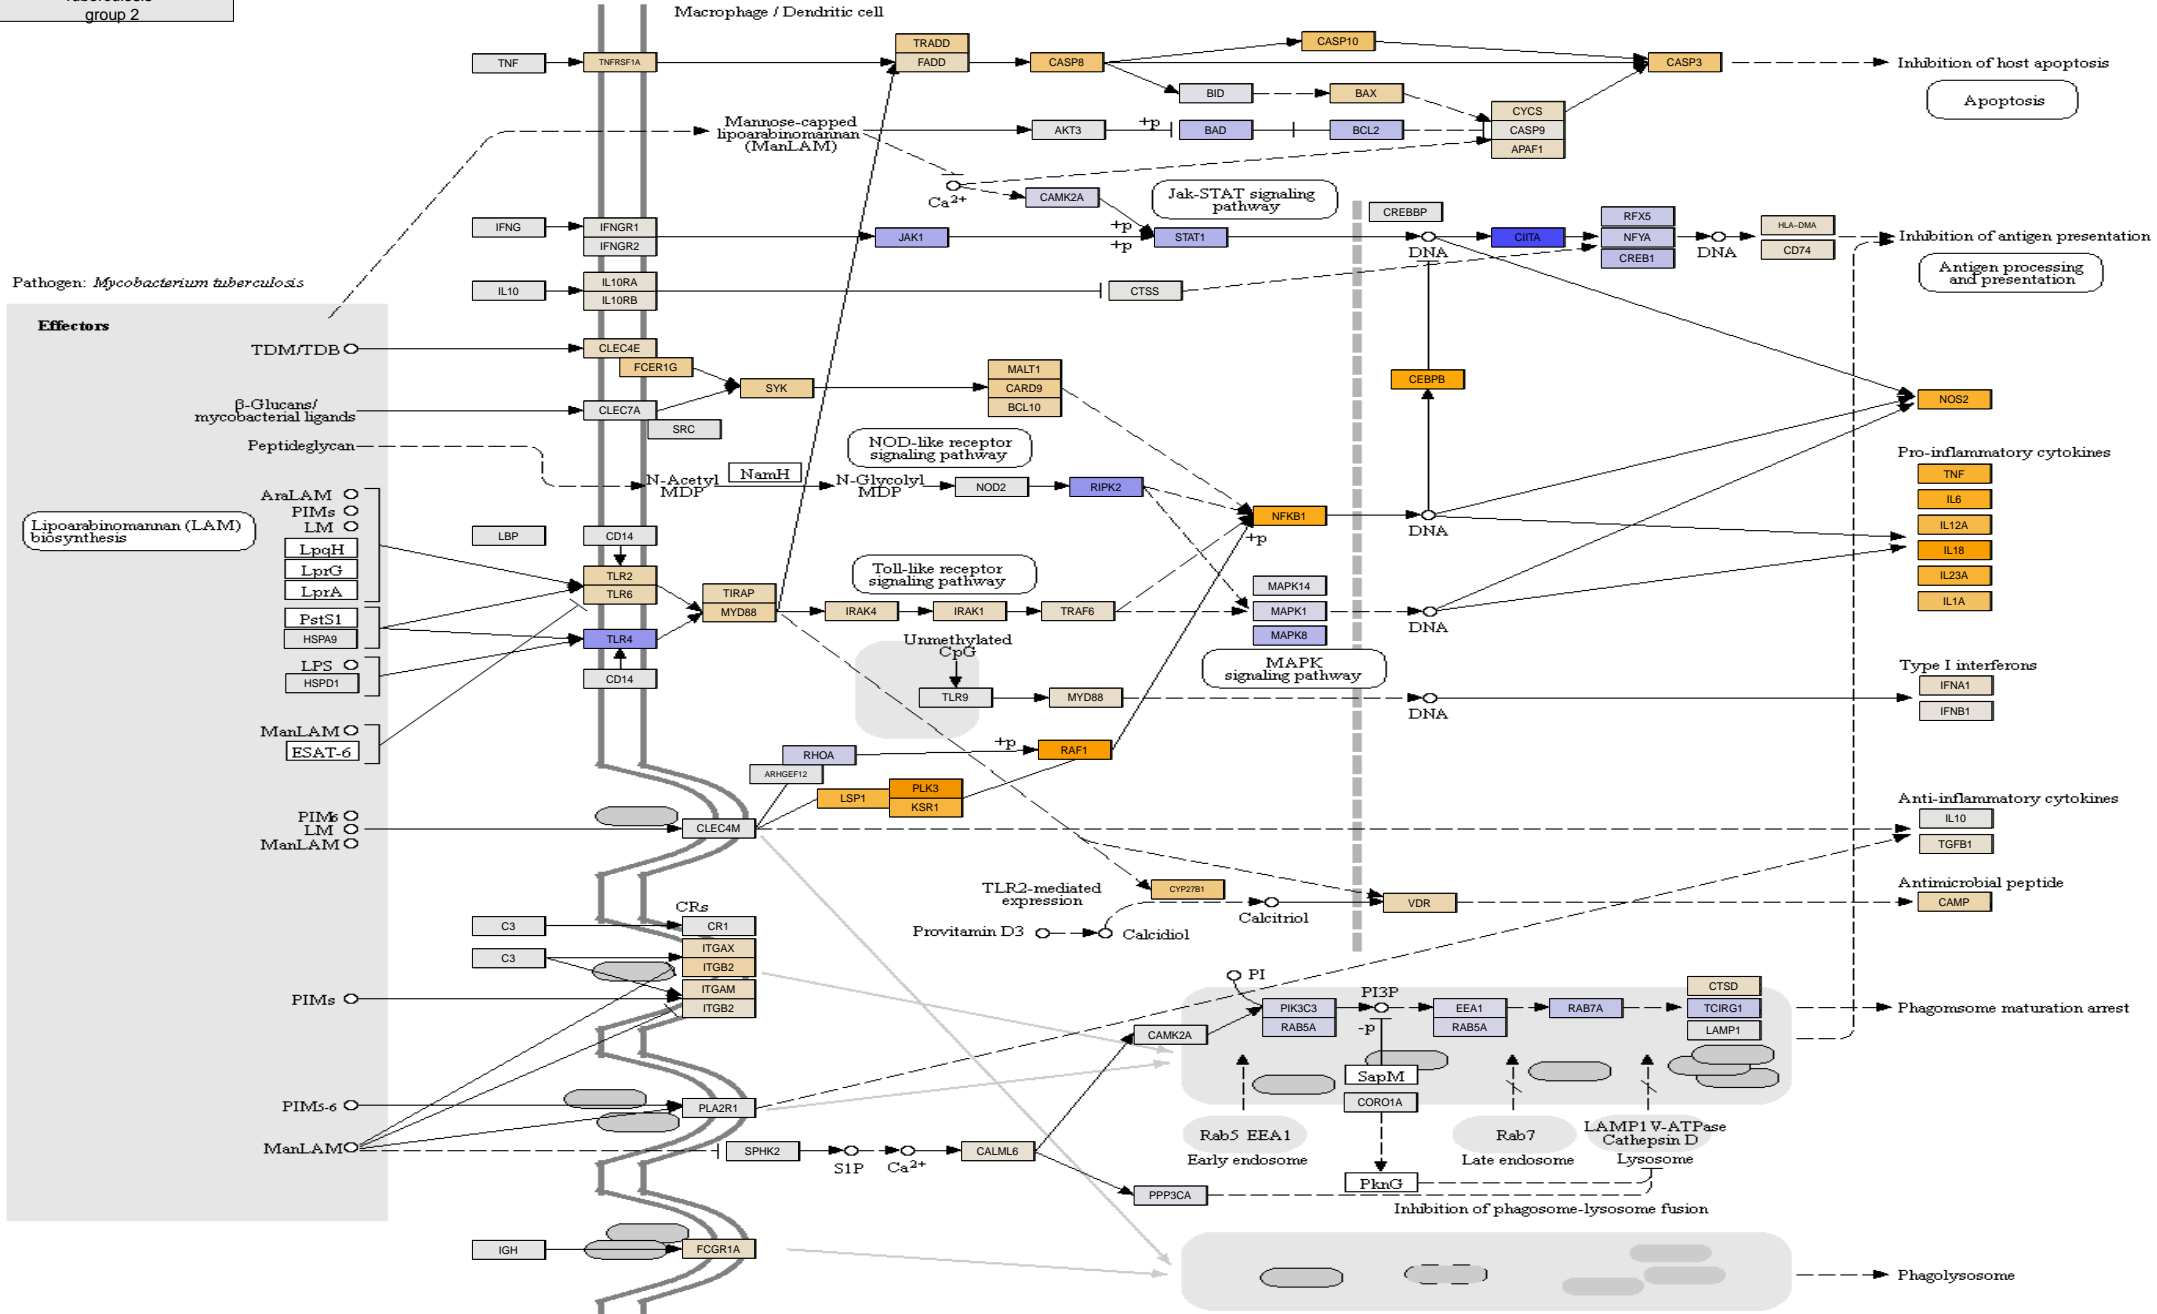 Tuberculosis
group 2
Macrophage / Dendritic cell
TNF
TNFRSF1A
TRADD
FADD
CASP8
CASP10
CASP3
Inhibition of host apoptosis
Apoptosis
BID
BAX
CYCS
CASP9
APAF1
Mannose-capped
lipoarabinomannan
(ManLAM)
AKT3
+p
BAD
BCL2
Ca2+
CAMK2A
Jak-STAT signaling
pathway
IFNG
IFNGR1
IFNGR2
JAK1
+p
+p
STAT1
CREBBP
DNA
CIITA
RFX5
NFYA
CREB1
DNA
HLA-DMA
CD74
Inhibition of antigen presentation
Antigen processing
and presentation
IL10
IL10RA
IL10RB
CTSS
Pathogen: Mycobacterium tuberculosis
Effectors
TDM/TDB
CLEC4E
FCER1G
SYK
MALT1
CARD9
BCL10
CEBPB
NOS2
β-Glucans/
mycobacterial ligands
CLEC7A
SRC
Peptideglycan
NOD-like receptor
signaling pathway
N-Acetyl
MDP
NamH
N-Glycolyl
MDP
NOD2
RIPK2
NFKB1
+p
DNA
Pro-inflammatory cytokines
TNF
IL6
IL12A
IL18
IL23A
IL1A
AraLAM
PIMs
LM
LpqH
LprG
LprA
PstS1
HSPA9
LPS
HSPD1
Lipoarabinomannan (LAM)
biosynthesis
LBP
CD14
TLR2
TLR6
TLR4
CD14
TIRAP
MYD88
Toll-like receptor
signaling pathway
IRAK4
IRAK1
TRAF6
MAPK14
MAPK1
MAPK8
DNA
MAPK
signaling pathway
Unmethylated
CpG
TLR9
MYD88
DNA
Type I interferons
IFNA1
IFNB1
ManLAM
ESAT-6
RHOA
ARHGEF12
+p
RAF1
LSP1
PLK3
KSR1
LM
ManLAM
CLEC4M
Anti-inflammatory cytokines
IL10
TGFB1
TLR2-mediated
expression
CYP27B1
Calcitriol
VDR
Antimicrobial peptide
CAMP
Provitamin D3
Calcidiol
CRs
C3
CR1
C3
ITGAX
ITGB2
PIMs
ITGAM
ITGB2
PI
PIK3C3
RAB5A
PI3P
-p
EEA1
RAB5A
RAB7A
CTSD
TCIRG1
LAMP1
Phagomsome maturation arrest
CAMK2A
SapM
CORO1A
PIMs-6
PLA2R1
ManLAM
SPHK2
S1P
Ca2+
CALML6
PPP3CA
Rab5 EEA1
Early endosome
Rab7
Late endosome
LAMP1 V-ATPase
Cathepsin D
Lysosome
PknG
Inhibition of phagosome-lysosome fusion
IGH
FCGR1A
Phagolysosome